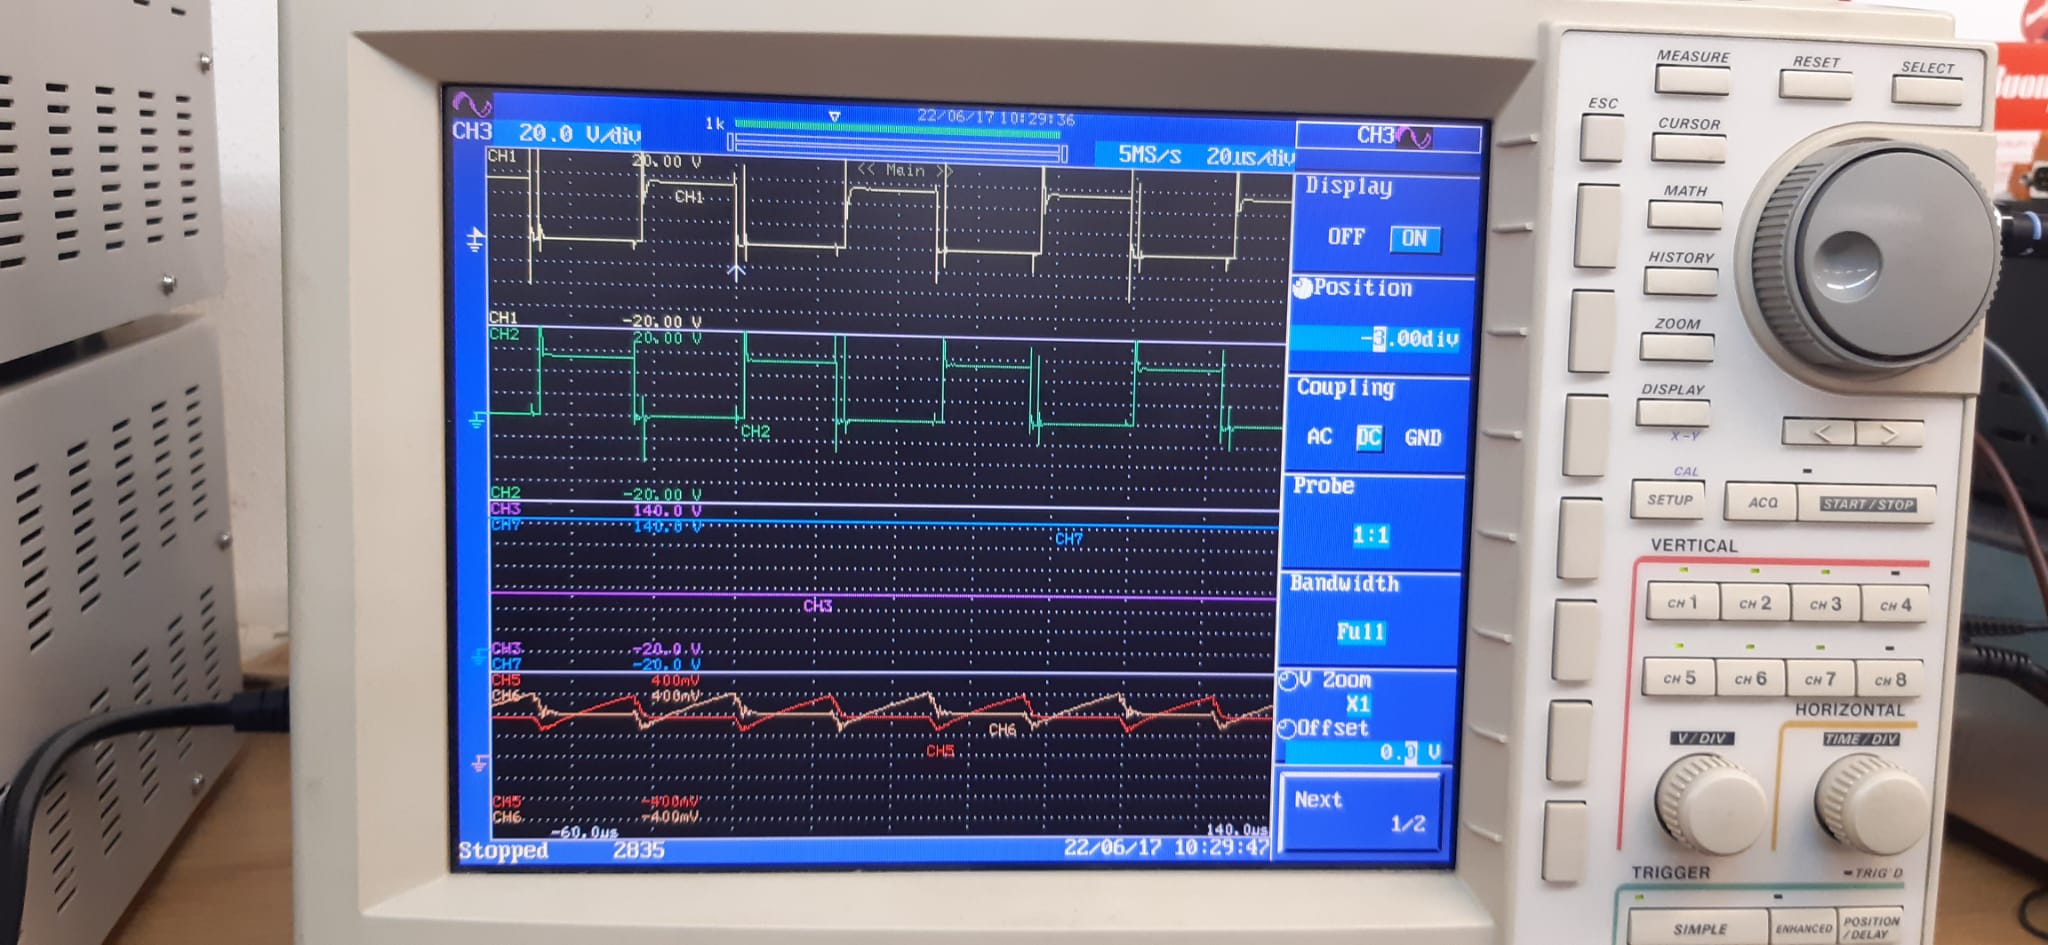 CH3 20.0 V/div
1k
22/06/17 10:29:36
5MS/s 20us/div
CH3
CH1 20.00 V
<< Main >>
CH1
CH1 -20.00 V
CH2 20.00 V
CH2
CH2 -20.00 V
CH3 140.0 V
CH7 140.0 V
CH7
CH3
CH3 -20.0 V
CH7 -20.0 V
CH5 400mV
CH6 400mV
CH6
CH5
CH5 -400mV
CH6 -400mV
-60.0us 140.0us
Stopped 2835 22/06/17 10:29:47
Display
OFF ON
Position
-3.00div
Coupling
AC DC GND
Probe
1:1
Bandwidth
Full
V Zoom
X1
Offset
0.0 V
Next
1/2
MEASURE RESET SELECT
ESC
CURSOR
MATH
HISTORY
ZOOM
DISPLAY
X-Y
< >
CAL
SETUP ACQ START/STOP
VERTICAL
CH 1 CH 2 CH 3 CH 4
CH 5 CH 6 CH 7 CH 8
HORIZONTAL
V/DIV TIME/DIV
TRIGGER TRIG'D
SIMPLE ENHANCED POSITION /DELAY